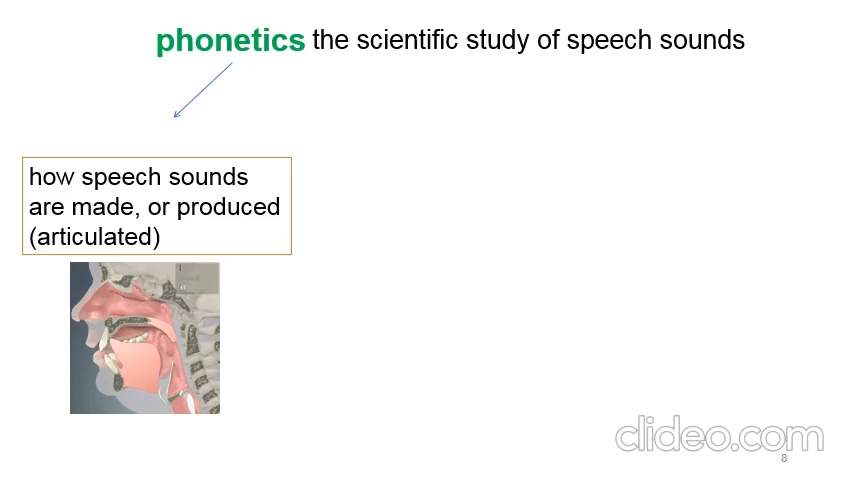 phonetics the scientific study of speech sounds
how speech sounds
are made, or produced
(articulated)
clideo.com
8